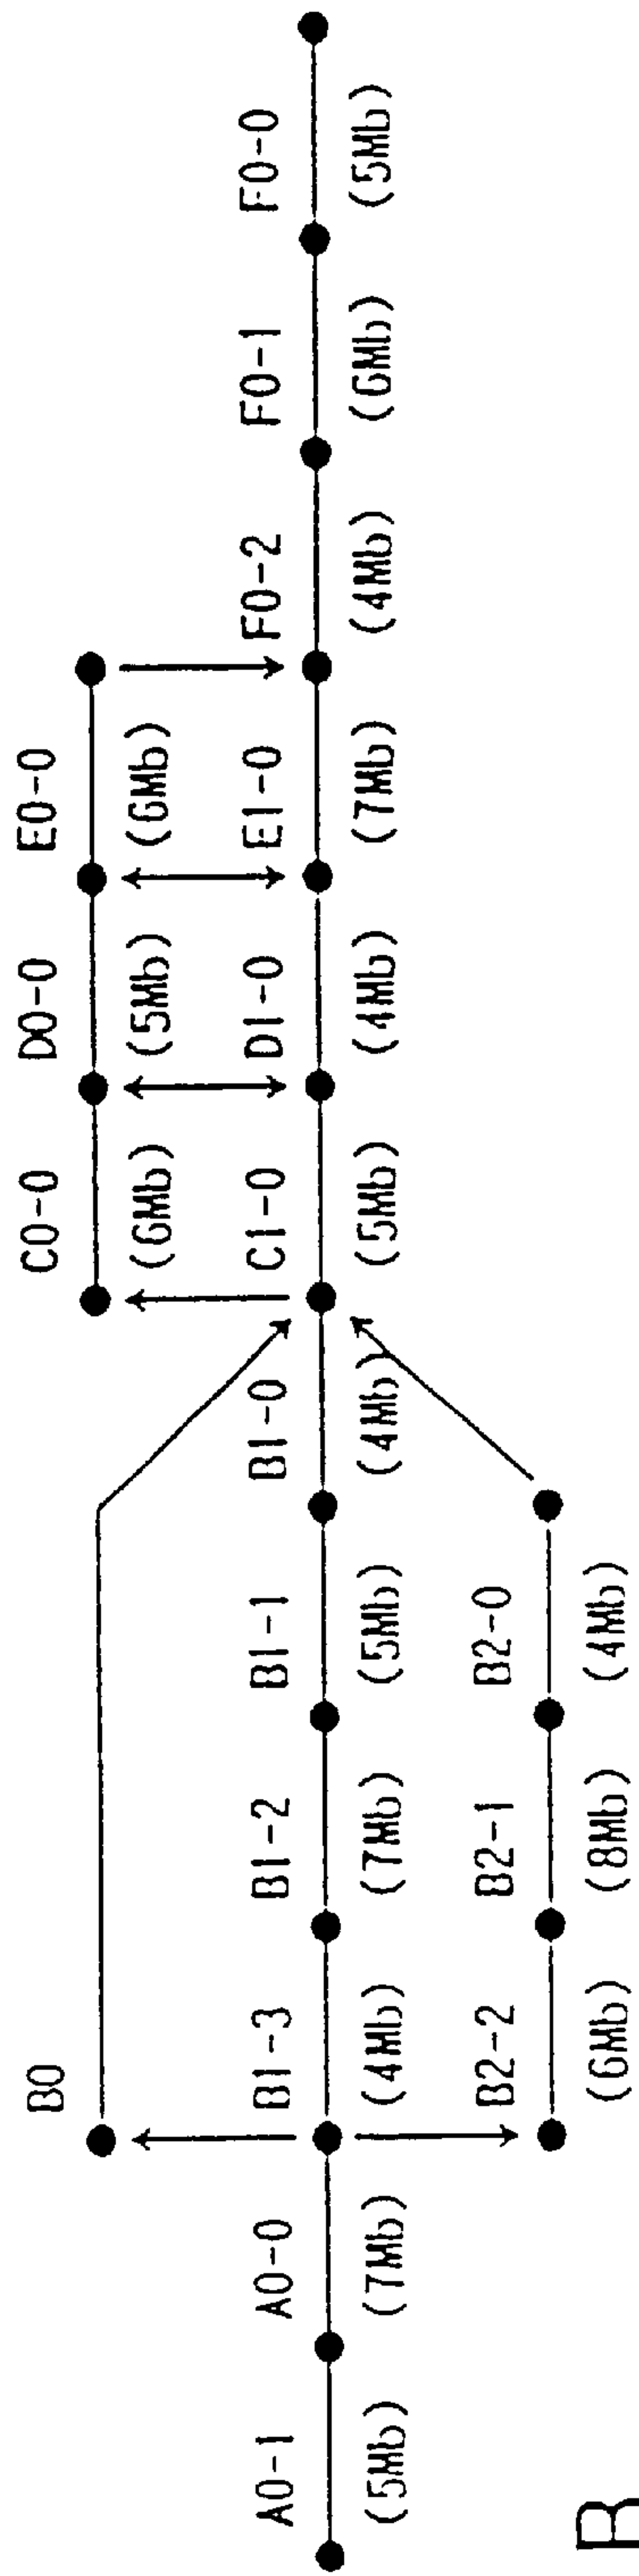 C0-0 D0-0 E0-0
(6Mb) (5Mb) (6Mb)
B0
A0-1 A0-0 B1-3 B1-2 B1-1 B1-0 C1-0 D1-0 E1-0 F0-2 F0-1 F0-0
(5Mb) (7Mb) (4Mb) (7Mb) (5Mb) (4Mb) (5Mb) (4Mb) (7Mb) (4Mb) (6Mb) (5Mb)
B2-2 B2-1 B2-0
(6Mb) (8Mb) (4Mb)
B